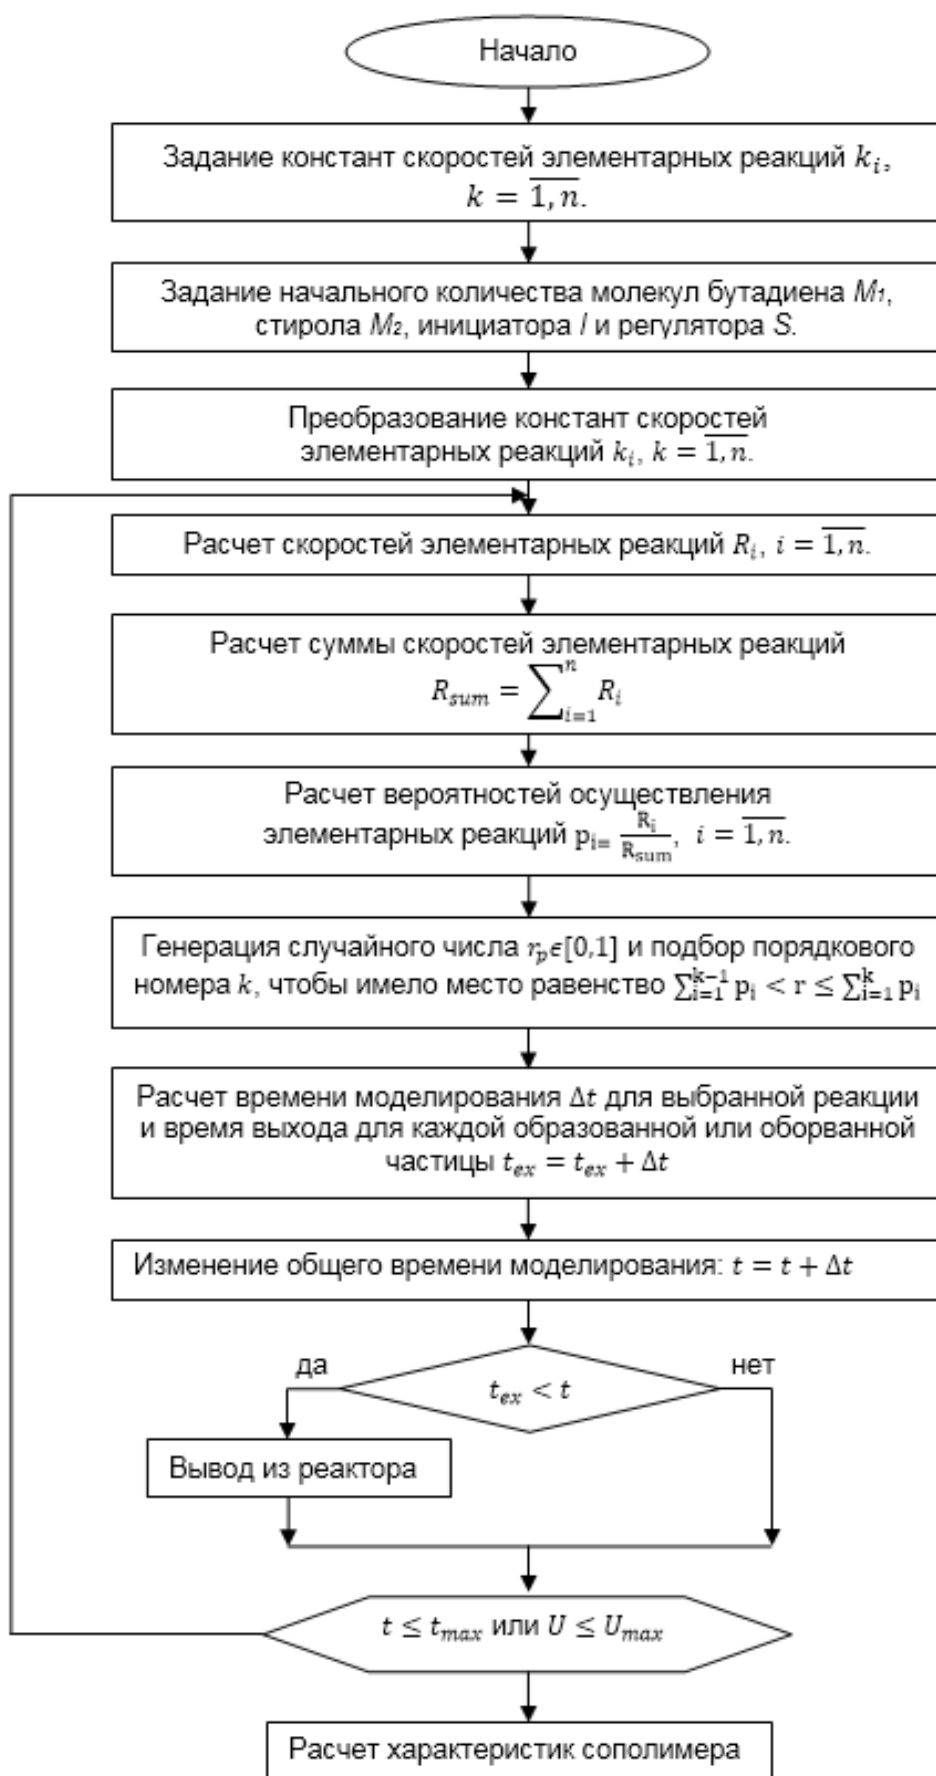 Начало
Задание констант скоростей элементарных реакций kᵢ,
k = 1,n̅.
Задание начального количества молекул бутадиена M₁,
стирола M₂, инициатора I и регулятора S.
Преобразование констант скоростей
элементарных реакций kᵢ, k = 1,n̅.
Расчет скоростей элементарных реакций Rᵢ, i = 1,n̅.
Расчет суммы скоростей элементарных реакций
R_sum = ∑_{i=1}^{n} Rᵢ
Расчет вероятностей осуществления
элементарных реакций pᵢ₌ Rᵢ/R_sum, i = 1,n̅.
Генерация случайного числа r_pϵ[0,1] и подбор порядкового
номера k, чтобы имело место равенство ∑_{i=1}^{k-1} pᵢ < r ≤ ∑_{i=1}^{k} pᵢ
Расчет времени моделирования Δt для выбранной реакции
и время выхода для каждой образованной или оборванной
частицы t_ex = t_ex + Δt
Изменение общего времени моделирования: t = t + Δt
да
нет
t_ex < t
Вывод из реактора
t ≤ t_max или U ≤ U_max
Расчет характеристик сополимера